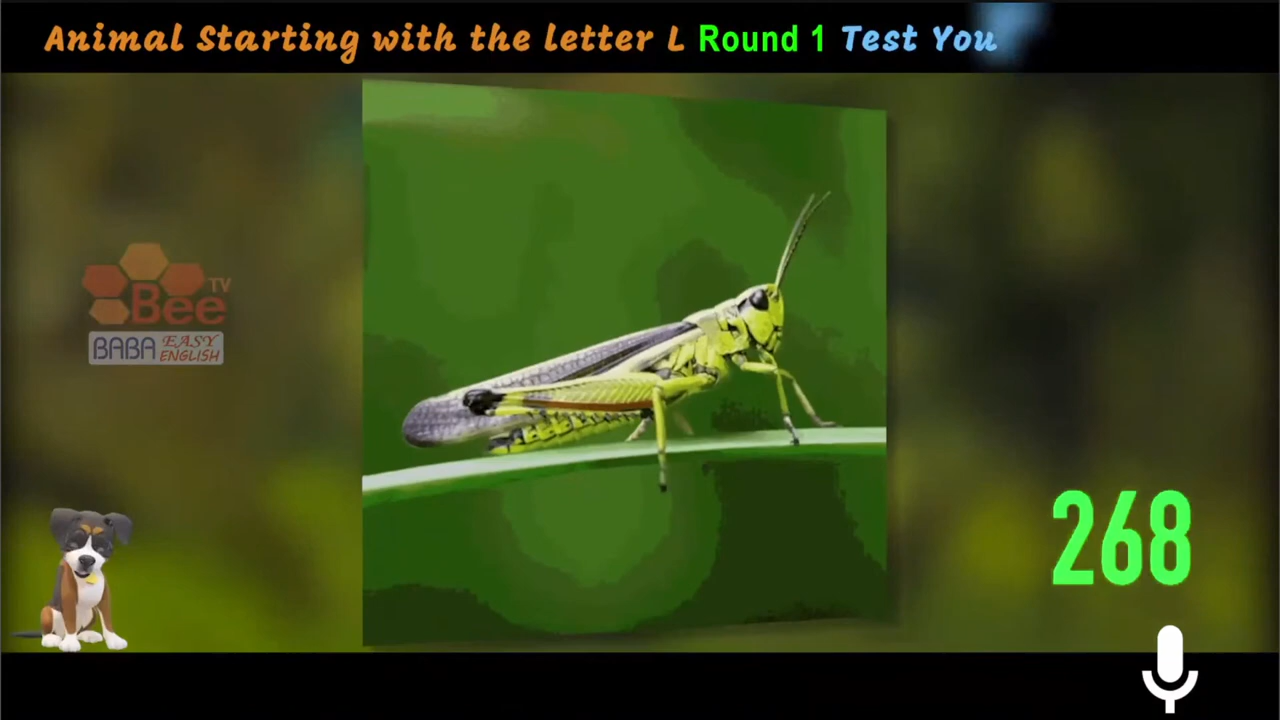 Animal Starting with the letter L Round 1 Test You
Bee TV
BABA EASY ENGLISH
268